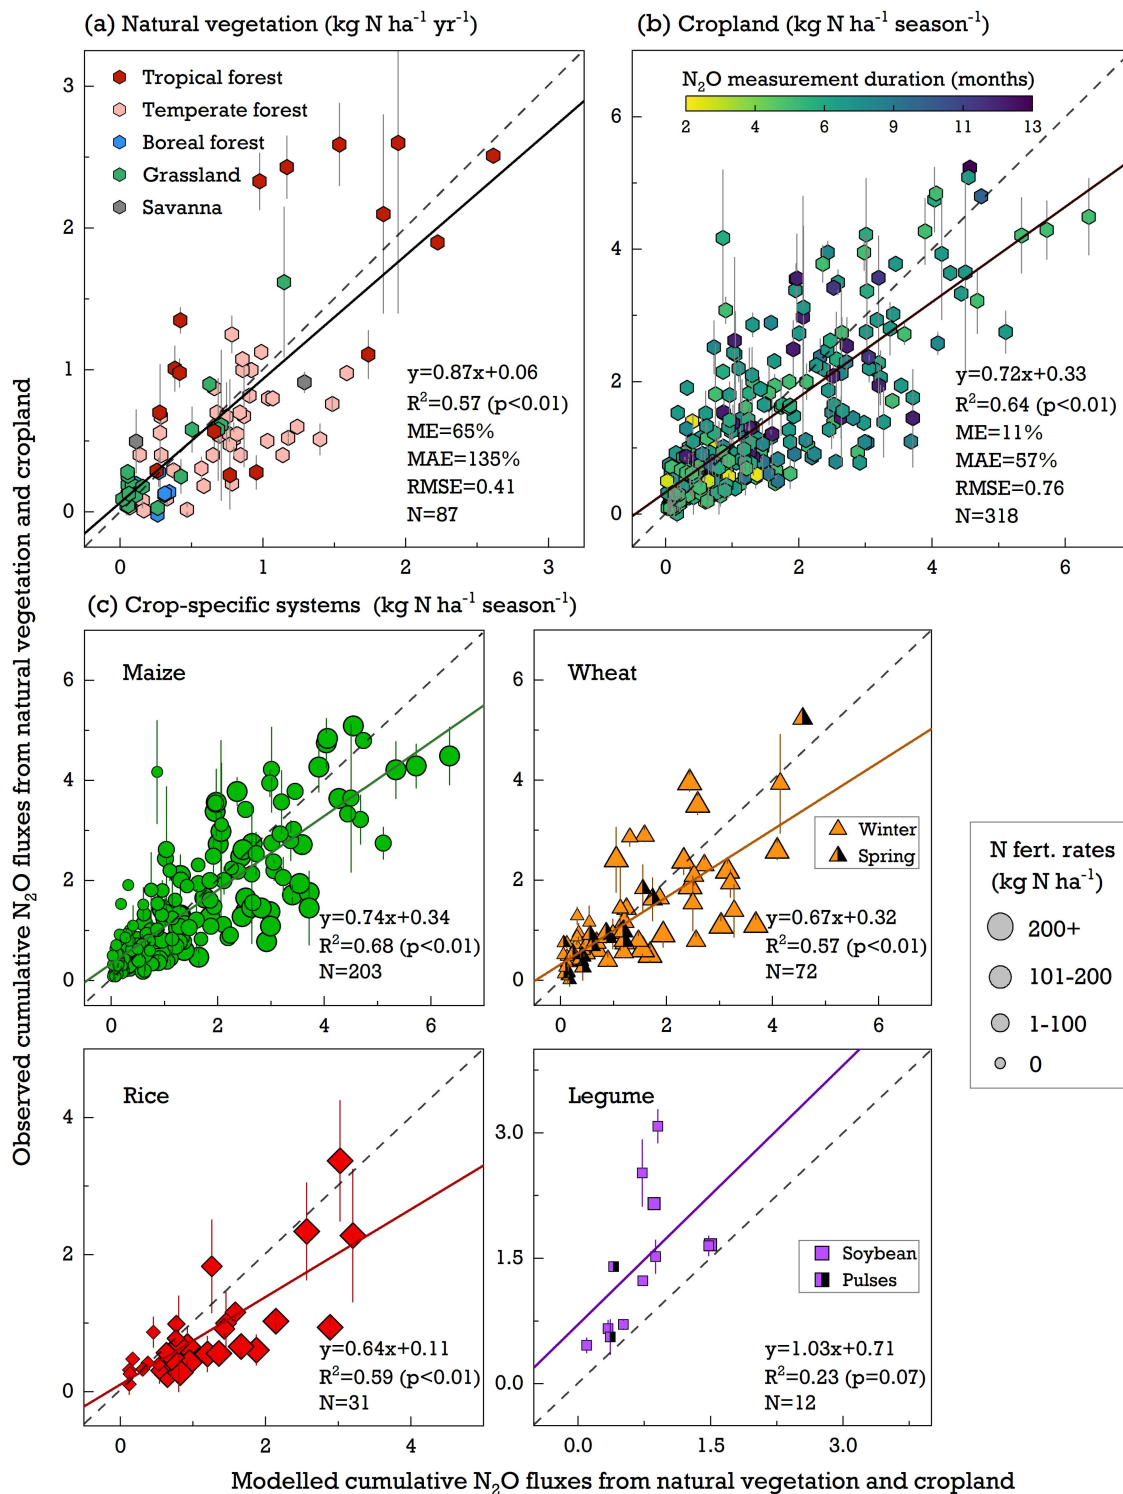 (a) Natural vegetation (kg N ha⁻¹ yr⁻¹)
(b) Cropland (kg N ha⁻¹ season⁻¹)
Tropical forest
Temperate forest
Boreal forest
Grassland
Savanna
3
2
1
0
y=0.87x+0.06
R²=0.57 (p<0.01)
ME=65%
MAE=135%
RMSE=0.41
N=87
0 1 2 3
N₂O measurement duration (months)
2 4 6 9 11 13
6
4
2
0
y=0.72x+0.33
R²=0.64 (p<0.01)
ME=11%
MAE=57%
RMSE=0.76
N=318
0 2 4 6
Observed cumulative N₂O fluxes from natural vegetation and cropland
(c) Crop-specific systems (kg N ha⁻¹ season⁻¹)
Maize
6
4
2
0
y=0.74x+0.34
R²=0.68 (p<0.01)
N=203
0 2 4 6
Wheat
6
4
2
0
Winter
Spring
y=0.67x+0.32
R²=0.57 (p<0.01)
N=72
0 2 4 6
N fert. rates
(kg N ha⁻¹)
200+
101-200
1-100
0
Rice
4
2
0
y=0.64x+0.11
R²=0.59 (p<0.01)
N=31
0 2 4
Legume
3.0
1.5
0.0
Soybean
Pulses
y=1.03x+0.71
R²=0.23 (p=0.07)
N=12
0.0 1.5 3.0
Modelled cumulative N₂O fluxes from natural vegetation and cropland